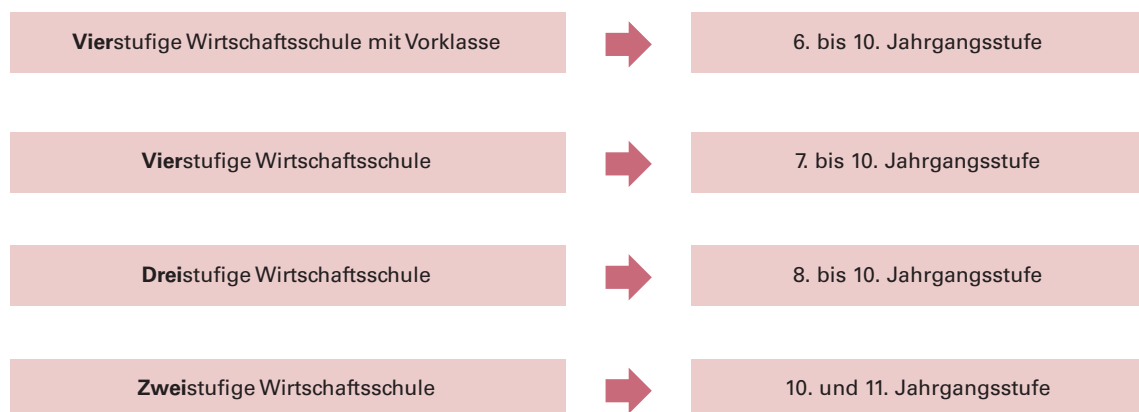 Vierstufige Wirtschaftsschule mit Vorklasse
6. bis 10. Jahrgangsstufe
Vierstufige Wirtschaftsschule
7. bis 10. Jahrgangsstufe
Dreistufige Wirtschaftsschule
8. bis 10. Jahrgangsstufe
Zweistufige Wirtschaftsschule
10. und 11. Jahrgangsstufe